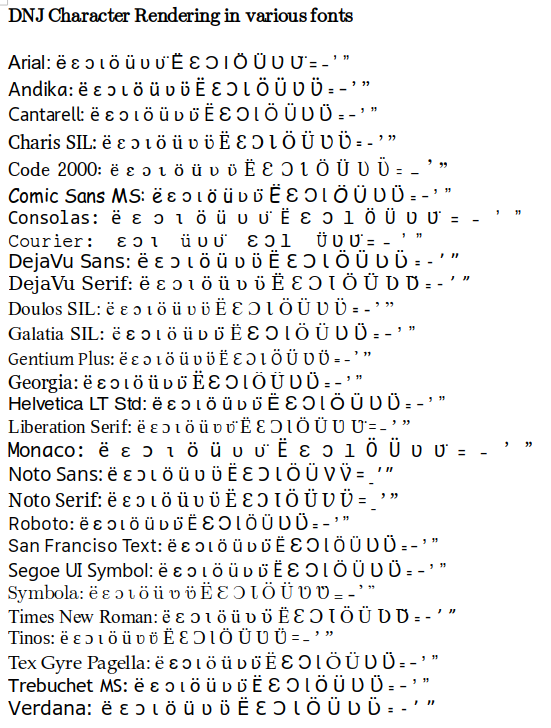 DNJ Character Rendering in various fonts
Arial: ë ɛ ɔ ɩ ö ü ʋ ʋ̈ Ë Ɛ Ɔ Ɩ Ö Ü Ʋ Ʋ̈ = - ’ ”
Andika: ë ɛ ɔ ɩ ö ü ʋ ʋ̈ Ë Ɛ Ɔ Ɩ Ö Ü Ʋ Ʋ̈ = - ’ ”
Cantarell: ë ɛ ɔ ɩ ö ü ʋ ʋ̈ Ë Ɛ Ɔ Ɩ Ö Ü Ʋ Ʋ̈ = - ’ ”
Charis SIL: ë ɛ ɔ ɩ ö ü ʋ ʋ̈ Ë Ɛ Ɔ Ɩ Ö Ü Ʋ Ʋ̈ = - ’ ”
Code 2000: ë ɛ ɔ ɩ ö ü ʋ ʋ̈ Ë Ɛ Ɔ Ɩ Ö Ü Ʋ Ʋ̈ = - ’ ”
Comic Sans MS: ë ɛ ɔ ɩ ö ü ʋ ʋ̈ Ë Ɛ Ɔ Ɩ Ö Ü Ʋ Ʋ̈ = - ’ ”
Consolas: ë ɛ ɔ ɩ ö ü ʋ ʋ̈ Ë Ɛ Ɔ Ɩ Ö Ü Ʋ Ʋ̈ = - ’ ”
Courier: ɛ ɔ ɩ ü ʋ ʋ̈ Ɛ Ɔ Ɩ Ü Ʋ Ʋ̈ = - ’ ”
DejaVu Sans: ë ɛ ɔ ɩ ö ü ʋ ʋ̈ Ë Ɛ Ɔ Ɩ Ö Ü Ʋ Ʋ̈ = - ’ ”
DejaVu Serif: ë ɛ ɔ ɩ ö ü ʋ ʋ̈ Ë Ɛ Ɔ Ɩ Ö Ü Ʋ Ʋ̈ = - ’ ”
Doulos SIL: ë ɛ ɔ ɩ ö ü ʋ ʋ̈ Ë Ɛ Ɔ Ɩ Ö Ü Ʋ Ʋ̈ = - ’ ”
Galatia SIL: ë ɛ ɔ ɩ ö ü ʋ ʋ̈ Ë Ɛ Ɔ Ɩ Ö Ü Ʋ Ʋ̈ = - ’ ”
Gentium Plus: ë ɛ ɔ ɩ ö ü ʋ ʋ̈ Ë Ɛ Ɔ Ɩ Ö Ü Ʋ Ʋ̈ = - ’ ”
Georgia: ë ɛ ɔ ɩ ö ü ʋ ʋ̈ Ë Ɛ Ɔ Ɩ Ö Ü Ʋ Ʋ̈ = - ’ ”
Helvetica LT Std: ë ɛ ɔ ɩ ö ü ʋ ʋ̈ Ë Ɛ Ɔ Ɩ Ö Ü Ʋ Ʋ̈ = - ’ ”
Liberation Serif: ë ɛ ɔ ɩ ö ü ʋ ʋ̈ Ë Ɛ Ɔ Ɩ Ö Ü Ʋ Ʋ̈ = - ’ ”
Monaco: ë ɛ ɔ ɩ ö ü ʋ ʋ̈ Ë Ɛ Ɔ Ɩ Ö Ü Ʋ Ʋ̈ = - ’ ”
Noto Sans: ë ɛ ɔ ɩ ö ü ʋ ʋ̈ Ë Ɛ Ɔ Ɩ Ö Ü Ʋ Ʋ̈ = - ’ ”
Noto Serif: ë ɛ ɔ ɩ ö ü ʋ ʋ̈ Ë Ɛ Ɔ Ɩ Ö Ü Ʋ Ʋ̈ = - ’ ”
Roboto: ë ɛ ɔ ɩ ö ü ʋ ʋ̈ Ë Ɛ Ɔ Ɩ Ö Ü Ʋ Ʋ̈ = - ’ ”
San Franciso Text: ë ɛ ɔ ɩ ö ü ʋ ʋ̈ Ë Ɛ Ɔ Ɩ Ö Ü Ʋ Ʋ̈ = - ’ ”
Segoe UI Symbol: ë ɛ ɔ ɩ ö ü ʋ ʋ̈ Ë Ɛ Ɔ Ɩ Ö Ü Ʋ Ʋ̈ = - ’ ”
Symbola: ë ɛ ɔ ɩ ö ü ʋ ʋ̈ Ë Ɛ Ɔ Ɩ Ö Ü Ʋ Ʋ̈ = - ’ ”
Times New Roman: ë ɛ ɔ ɩ ö ü ʋ ʋ̈ Ë Ɛ Ɔ Ɩ Ö Ü Ʋ Ʋ̈ = - ’ ”
Tinos: ë ɛ ɔ ɩ ö ü ʋ ʋ̈ Ë Ɛ Ɔ Ɩ Ö Ü Ʋ Ʋ̈ = - ’ ”
Tex Gyre Pagella: ë ɛ ɔ ɩ ö ü ʋ ʋ̈ Ë Ɛ Ɔ Ɩ Ö Ü Ʋ Ʋ̈ = - ’ ”
Trebuchet MS: ë ɛ ɔ ɩ ö ü ʋ ʋ̈ Ë Ɛ Ɔ Ɩ Ö Ü Ʋ Ʋ̈ = - ’ ”
Verdana: ë ɛ ɔ ɩ ö ü ʋ ʋ̈ Ë Ɛ Ɔ Ɩ Ö Ü Ʋ Ʋ̈ = - ’ ”